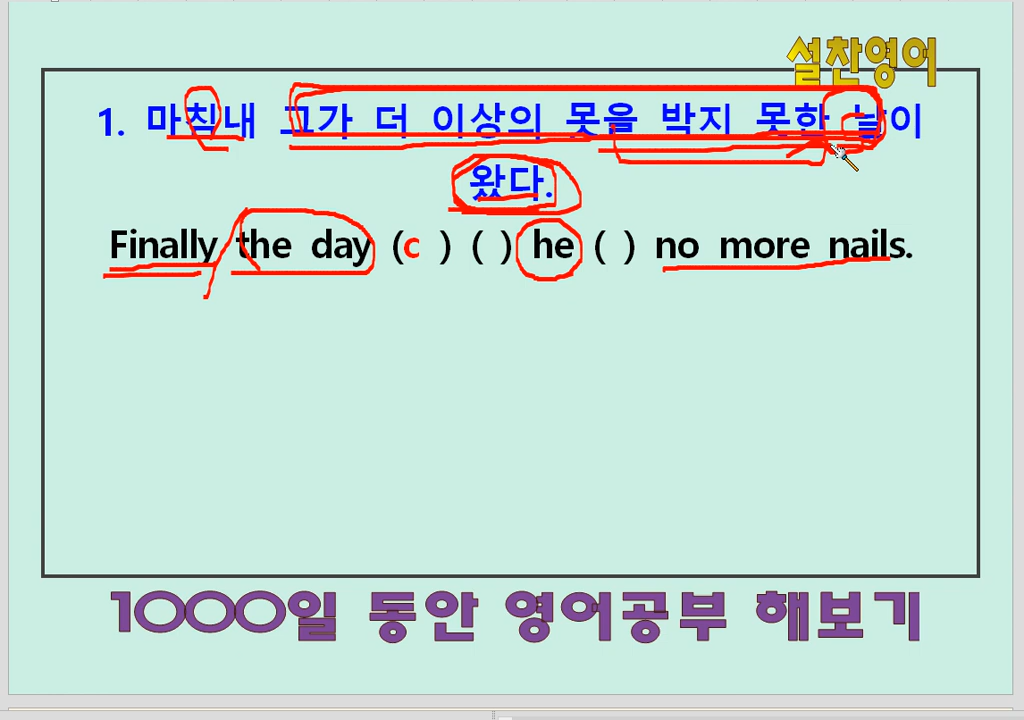 설찬영어
1. 마침내 그가 더 이상의 못을 박지 못한 날이
왔다.
Finally the day (c ) ( ) he ( ) no more nails.
1000일 동안 영어공부 해보기